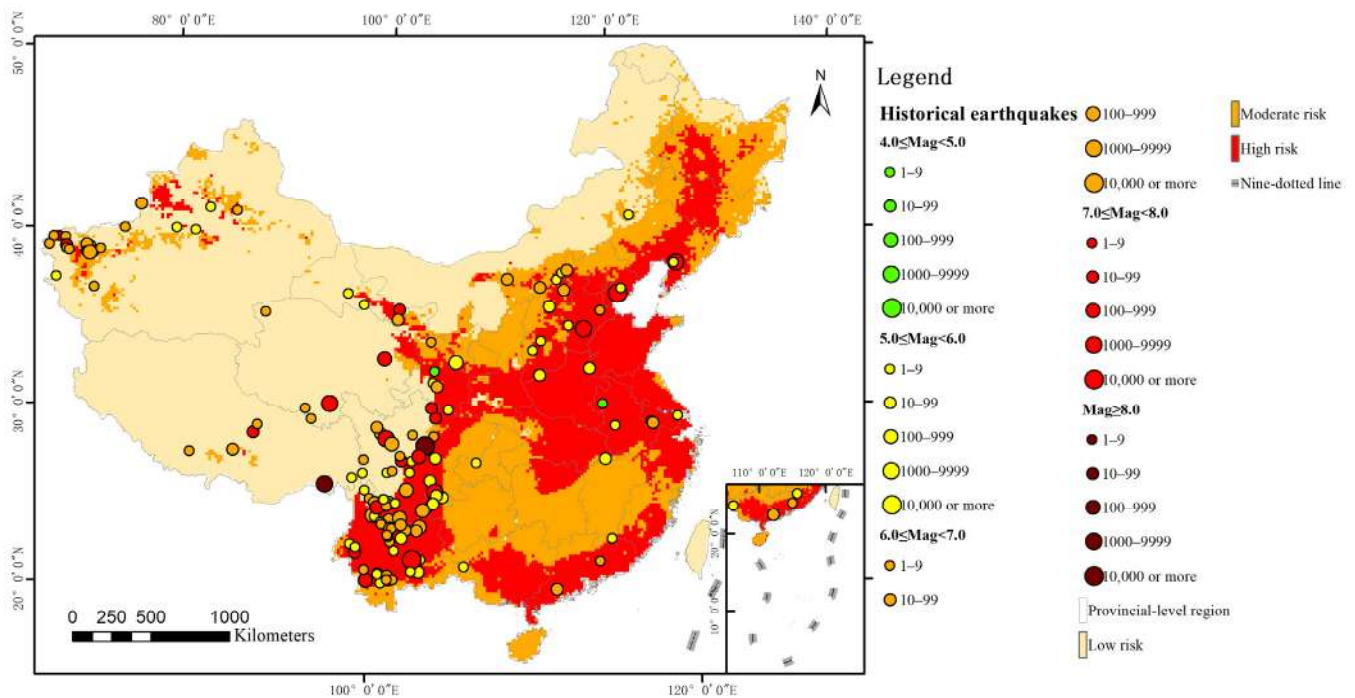 80° 0′0″E
100° 0′0″E
120° 0′0″E
140° 0′0″E
50° 0′0″N
40° 0′0″N
30° 0′0″N
20° 0′0″N
N
0 250 500 1000
Kilometers
100° 0′0″E
120° 0′0″E
110° 0′0″E
120° 0′0″E
20° 0′0″N
10° 0′0″N
Legend
Historical earthquakes
4.0≤Mag<5.0
1–9
10–99
100–999
1000–9999
10,000 or more
5.0≤Mag<6.0
1–9
10–99
100–999
1000–9999
10,000 or more
6.0≤Mag<7.0
1–9
10–99
100–999
1000–9999
10,000 or more
7.0≤Mag<8.0
1–9
10–99
100–999
1000–9999
10,000 or more
Mag≥8.0
1–9
10–99
100–999
1000–9999
10,000 or more
Provincial-level region
Low risk
Moderate risk
High risk
Nine-dotted line